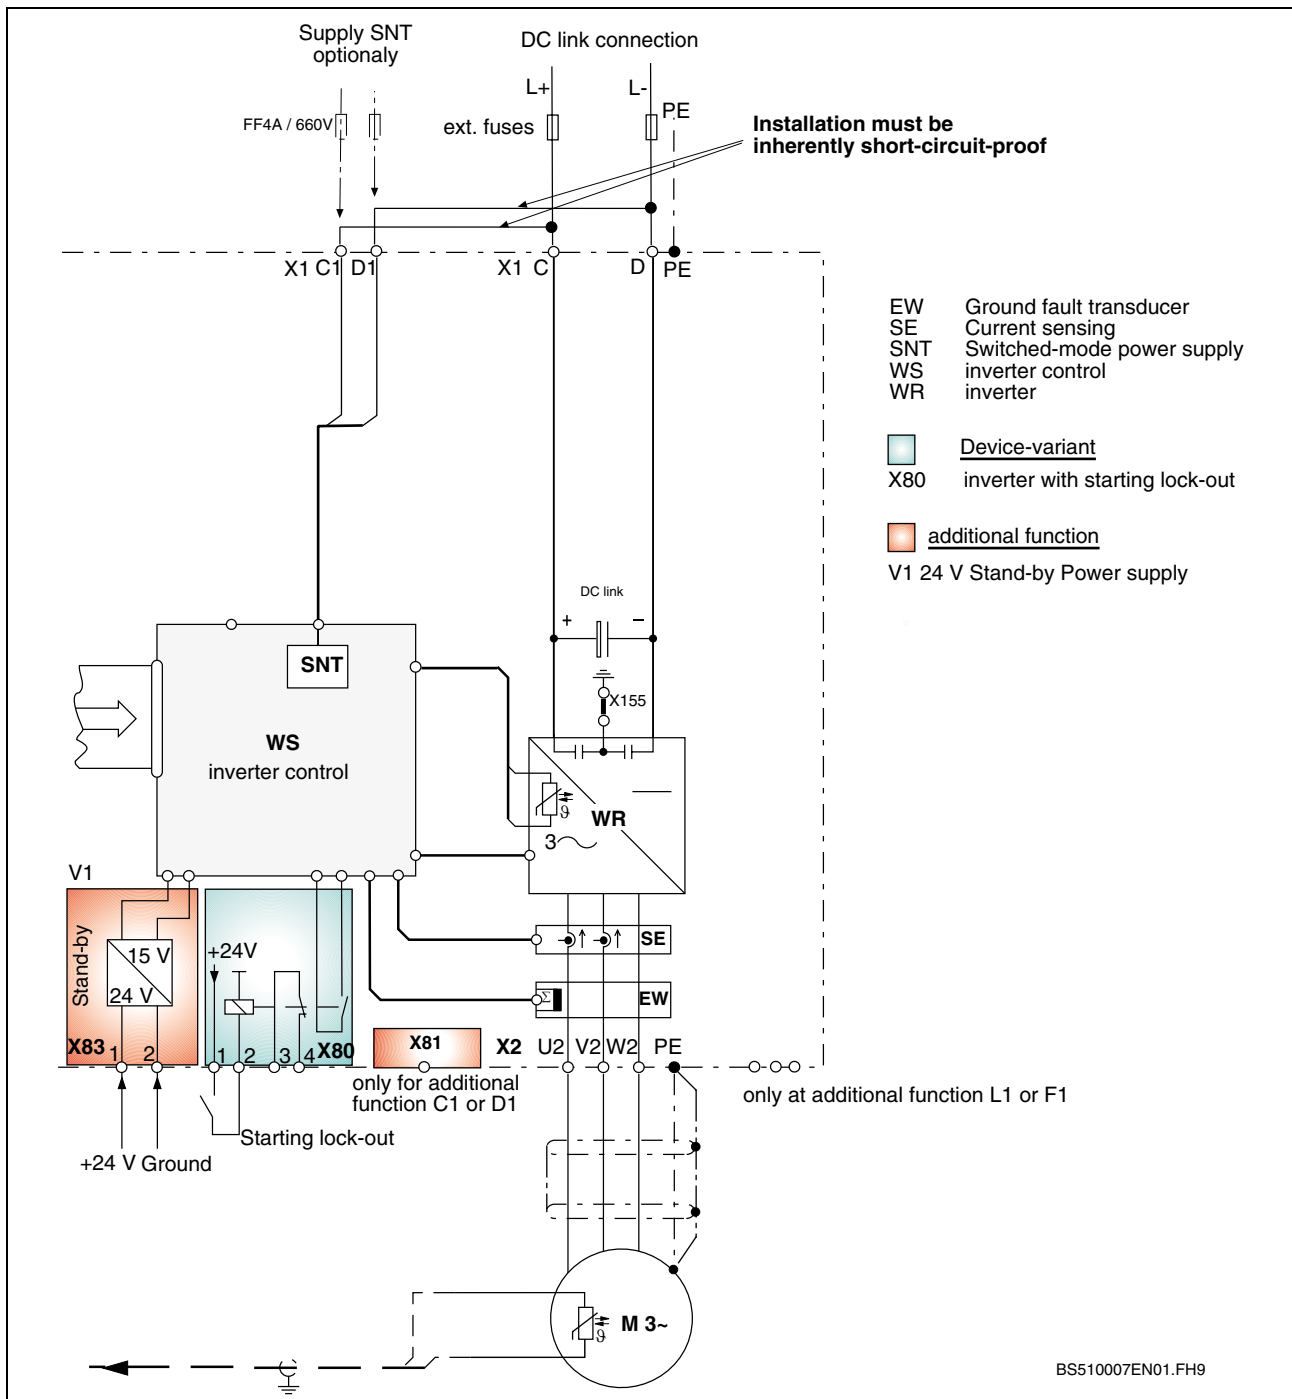 Supply SNT
optionaly
DC link connection
L+
L-
PE
FF4A / 660V
ext. fuses
Installation must be
inherently short-circuit-proof
X1 C1 D1
X1 C
D PE
EW Ground fault transducer
SE Current sensing
SNT Switched-mode power supply
WS inverter control
WR inverter
Device-variant
X80 inverter with starting lock-out
additional function
V1 24 V Stand-by Power supply
DC link
+ −
SNT
X155
WS
inverter control
ϑ
WR
3
V1
Stand-by
15 V
24 V
+24V
SE
Σ
EW
X83 1 2
1 2 3 4 X80
X81
X2 U2 V2 W2 PE
only for additional
function C1 or D1
only at additional function L1 or F1
Starting lock-out
+24 V Ground
M 3~
ϑ
BS510007EN01.FH9